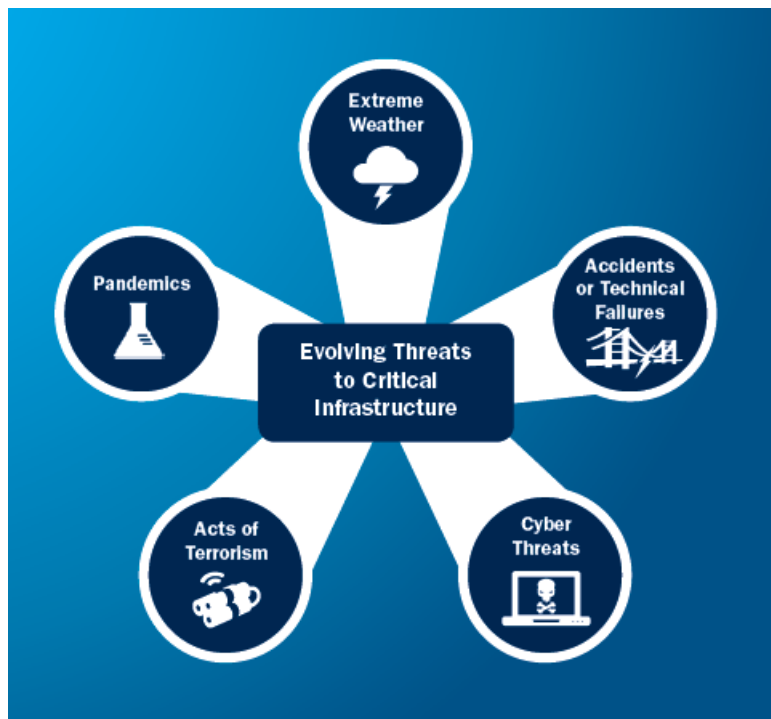 Extreme
Weather
Pandemics
Accidents
or Technical
Failures
Evolving Threats
to Critical
Infrastructure
Acts of
Terrorism
Cyber
Threats